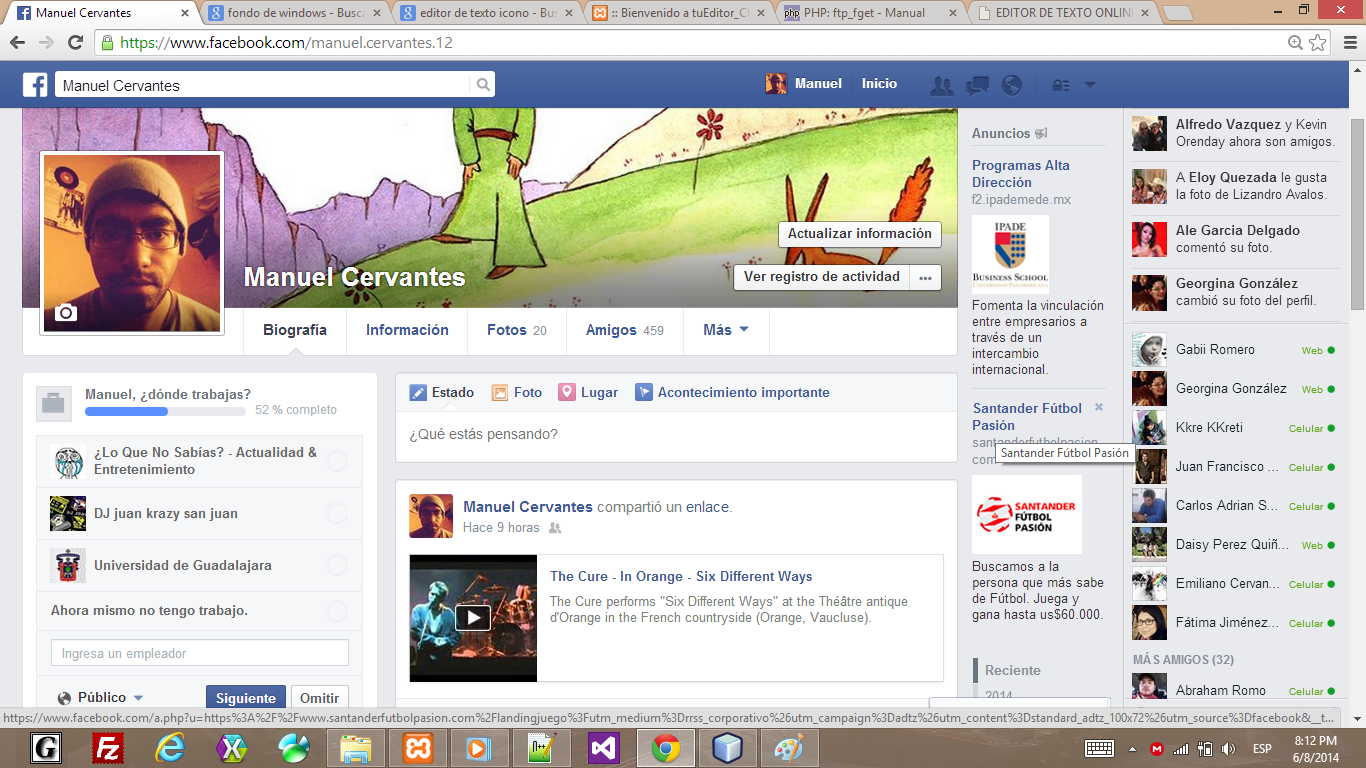 Manuel Cervantes
fondo de windows - Busca
editor de texto icono - Bus
:: Bienvenido a tuEditor_Cl
php PHP: ftp_fget - Manual
EDITOR DE TEXTO ONLINE
https://www.facebook.com/manuel.cervantes.12
Manuel Cervantes
Manuel
Inicio
Actualizar información
Manuel Cervantes
Ver registro de actividad
Biografía
Información
Fotos 20
Amigos 459
Más
Manuel, ¿dónde trabajas?
52 % completo
¿Lo Que No Sabías? - Actualidad &
Entretenimiento
DJ juan krazy san juan
Universidad de Guadalajara
Ahora mismo no tengo trabajo.
Ingresa un empleador
Público
Siguiente
Omitir
Estado
Foto
Lugar
Acontecimiento importante
¿Qué estás pensando?
Manuel Cervantes compartió un enlace.
Hace 9 horas
The Cure - In Orange - Six Different Ways
The Cure performs "Six Different Ways" at the Théâtre antique
d'Orange in the French countryside (Orange, Vaucluse).
Anuncios
Programas Alta
Dirección
f2.ipademede.mx
IPADE
BUSINESS SCHOOL
UNIVERSIDAD PANAMERICANA
Fomenta la vinculación
entre empresarios a
través de un
intercambio
internacional.
Santander Fútbol
Pasión
santanderfutbolpasion.
com
Santander Fútbol Pasión
SANTANDER
FÚTBOL
PASIÓN
Buscamos a la
persona que más sabe
de Fútbol. Juega y
gana hasta us$60.000.
Reciente
2014
Alfredo Vazquez y Kevin
Orenday ahora son amigos.
A Eloy Quezada le gusta
la foto de Lizandro Avalos.
Ale Garcia Delgado
comentó su foto.
Georgina González
cambió su foto del perfil.
Gabii Romero Web
Georgina González Web
Kkre KKreti Celular
Juan Francisco ... Celular
Carlos Adrian S... Celular
Daisy Perez Quiñ... Web
Emiliano Cervan... Celular
Fátima Jiménez... Celular
MÁS AMIGOS (32)
Abraham Romo Celular
https://www.facebook.com/a.php?u=https%3A%2F%2Fwww.santanderfutbolpasion.com%2Flandingjuego%3Futm_medium%3Drss_corporativo%26utm_campaign%3Dadtz%26utm_content%3Dstandard_adtz_100x72%26utm_source%3Dfacebook&__t...
ESP
8:12 PM
6/8/2014